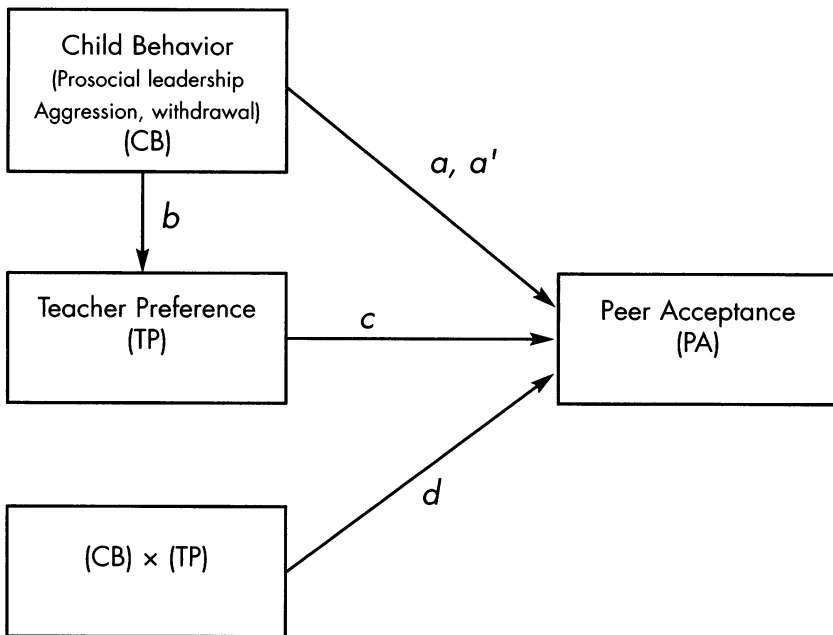 Child Behavior
(Prosocial leadership
Aggression, withdrawal)
(CB)
a, a'
b
Teacher Preference
(TP)
c
Peer Acceptance
(PA)
d
(CB) × (TP)